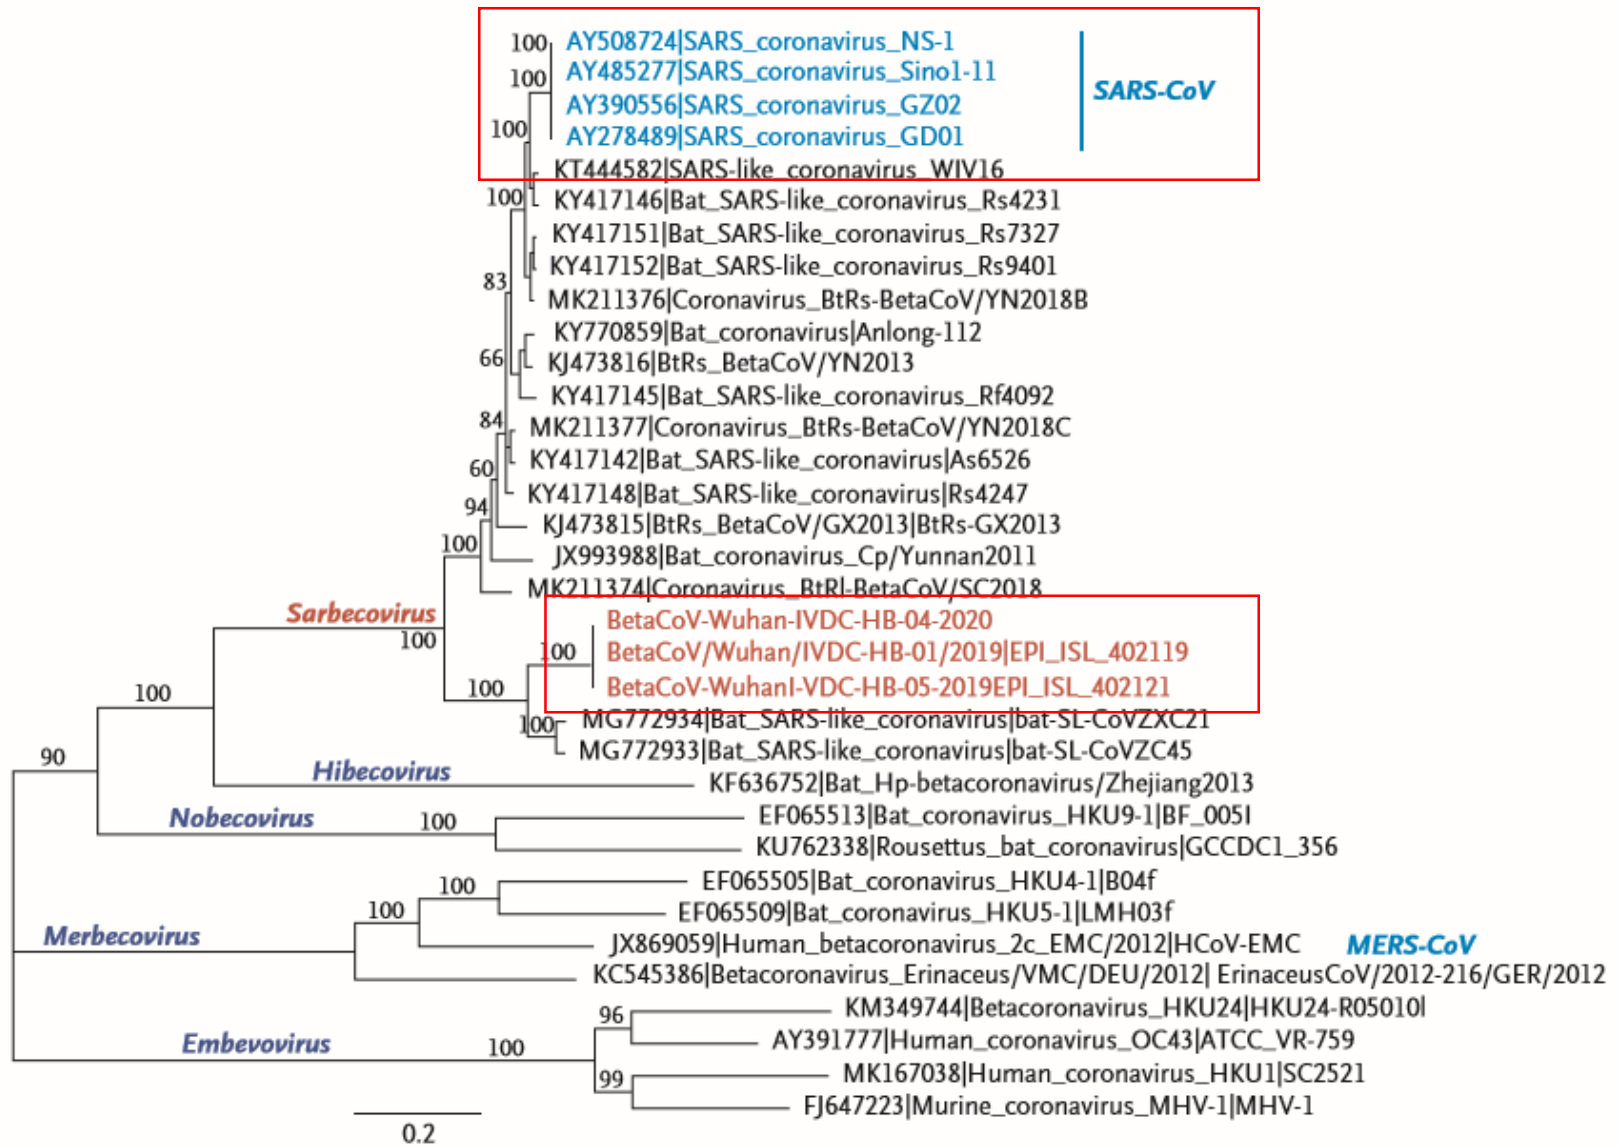 100 AY508724|SARS_coronavirus_NS-1
100 AY485277|SARS_coronavirus_Sino1-11
SARS-CoV
AY390556|SARS_coronavirus_GZ02
100 AY278489|SARS_coronavirus_GD01
KT444582|SARS-like_coronavirus_WIV16
100 KY417146|Bat_SARS-like_coronavirus_Rs4231
KY417151|Bat_SARS-like_coronavirus_Rs7327
KY417152|Bat_SARS-like_coronavirus_Rs9401
83
MK211376|Coronavirus_BtRs-BetaCoV/YN2018B
KY770859|Bat_coronavirus|Anlong-112
66 KJ473816|BtRs_BetaCoV/YN2013
KY417145|Bat_SARS-like_coronavirus_Rf4092
84 MK211377|Coronavirus_BtRs-BetaCoV/YN2018C
60 KY417142|Bat_SARS-like_coronavirus|As6526
KY417148|Bat_SARS-like_coronavirus|Rs4247
94
KJ473815|BtRs_BetaCoV/GX2013|BtRs-GX2013
100 JX993988|Bat_coronavirus_Cp/Yunnan2011
MK211374|Coronavirus_BtRl-BetaCoV/SC2018
Sarbecovirus
BetaCoV-Wuhan-IVDC-HB-04-2020
100
100 BetaCoV/Wuhan/IVDC-HB-01/2019|EPI_ISL_402119
100 100 BetaCoV-WuhanI-VDC-HB-05-2019EPI_ISL_402121
100 MG772934|Bat_SARS-like_coronavirus|bat-SL-CoVZXC21
90 MG772933|Bat_SARS-like_coronavirus|bat-SL-CoVZC45
Hibecovirus
KF636752|Bat_Hp-betacoronavirus/Zhejiang2013
Nobecovirus 100 EF065513|Bat_coronavirus_HKU9-1|BF_005I
KU762338|Rousettus_bat_coronavirus|GCCDC1_356
100 EF065505|Bat_coronavirus_HKU4-1|B04f
100 EF065509|Bat_coronavirus_HKU5-1|LMH03f
Merbecovirus JX869059|Human_betacoronavirus_2c_EMC/2012|HCoV-EMC MERS-CoV
KC545386|Betacoronavirus_Erinaceus/VMC/DEU/2012| ErinaceusCoV/2012-216/GER/2012
96 KM349744|Betacoronavirus_HKU24|HKU24-R05010I
Embevovirus 100 AY391777|Human_coronavirus_OC43|ATCC_VR-759
99 MK167038|Human_coronavirus_HKU1|SC2521
FJ647223|Murine_coronavirus_MHV-1|MHV-1
0.2